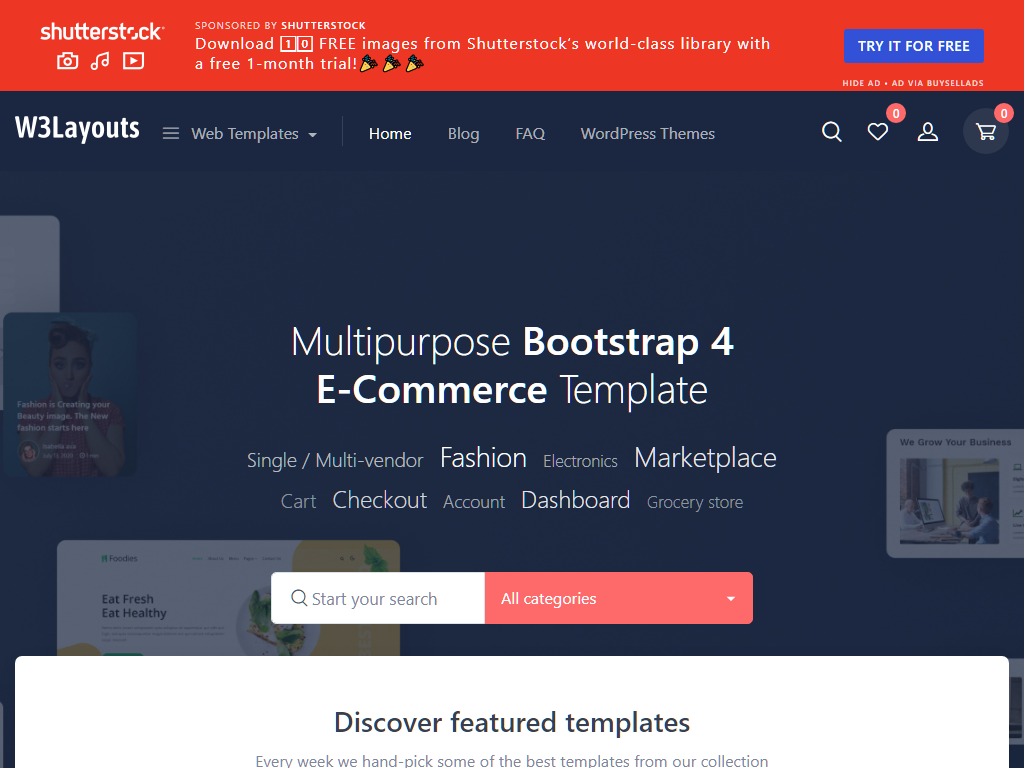 shutterstock
SPONSORED BY SHUTTERSTOCK
Download 1️0️ FREE images from Shutterstock's world-class library with
a free 1-month trial!🎉🎉🎉
TRY IT FOR FREE
HIDE AD • AD VIA BUYSELLADS
W3Layouts
Web Templates
Home
Blog
FAQ
WordPress Themes
0
0
Multipurpose Bootstrap 4
E-Commerce Template
Fashion is Creating your
Beauty image. The New
fashion starts here
Single / Multi-vendor Fashion Electronics Marketplace
Cart Checkout Account Dashboard Grocery store
We Grow Your Business
Foodies
Eat Fresh
Eat Healthy
Start your search
All categories
Discover featured templates
Every week we hand-pick some of the best templates from our collection